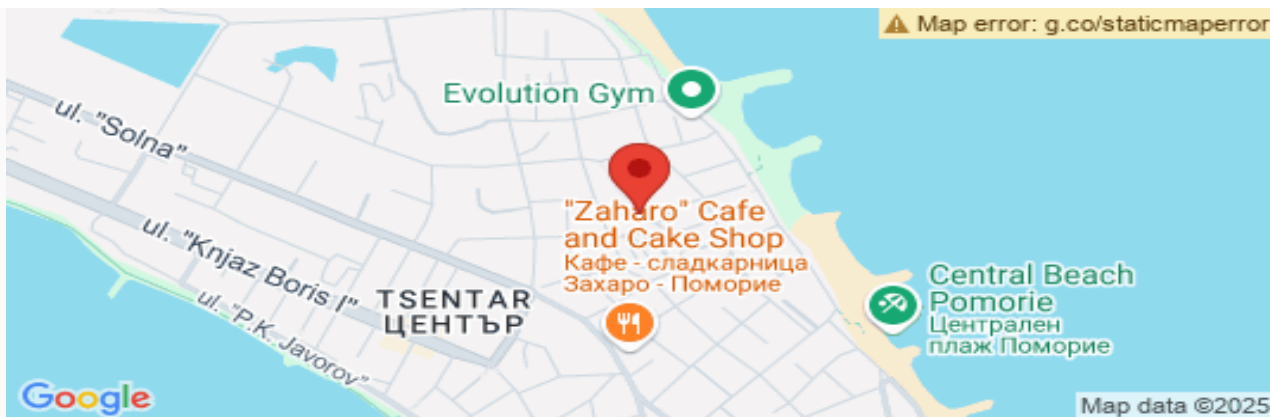 Map error: g.co/staticmaperror
Evolution Gym
ul. "Solna"
"Zaharo" Cafe
and Cake Shop
Кафе - сладкарница
Захаро - Поморие
ul. "Knjaz Boris I"
TSENTAR
ЦЕНТЪР
Central Beach
Pomorie
Централен
плаж Поморие
ul. "P.K. Javorov"
Google
Map data ©2025